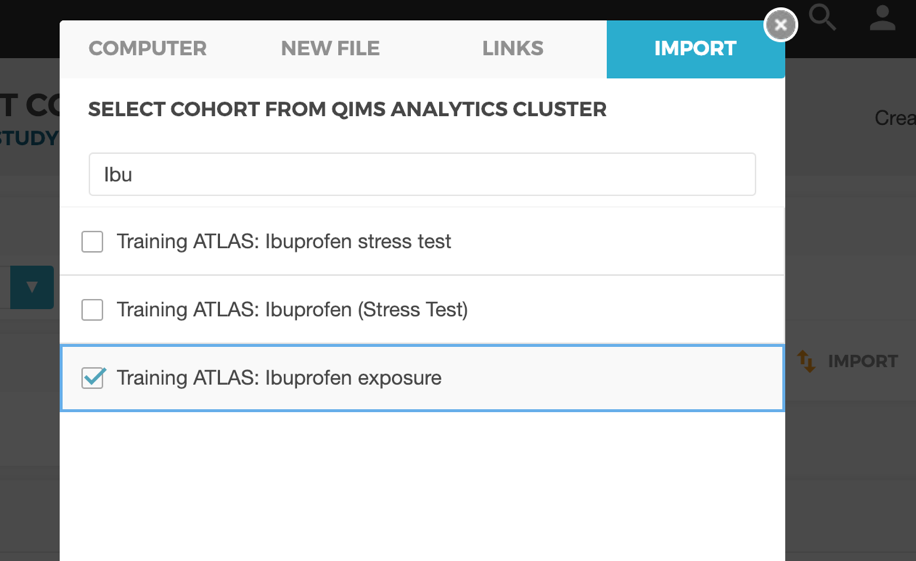 COMPUTER NEW FILE LINKS IMPORT
SELECT COHORT FROM QIMS ANALYTICS CLUSTER
Ibu
Training ATLAS: Ibuprofen stress test
Training ATLAS: Ibuprofen (Stress Test)
Training ATLAS: Ibuprofen exposure
T CO
STUDY
Crea
IMPORT